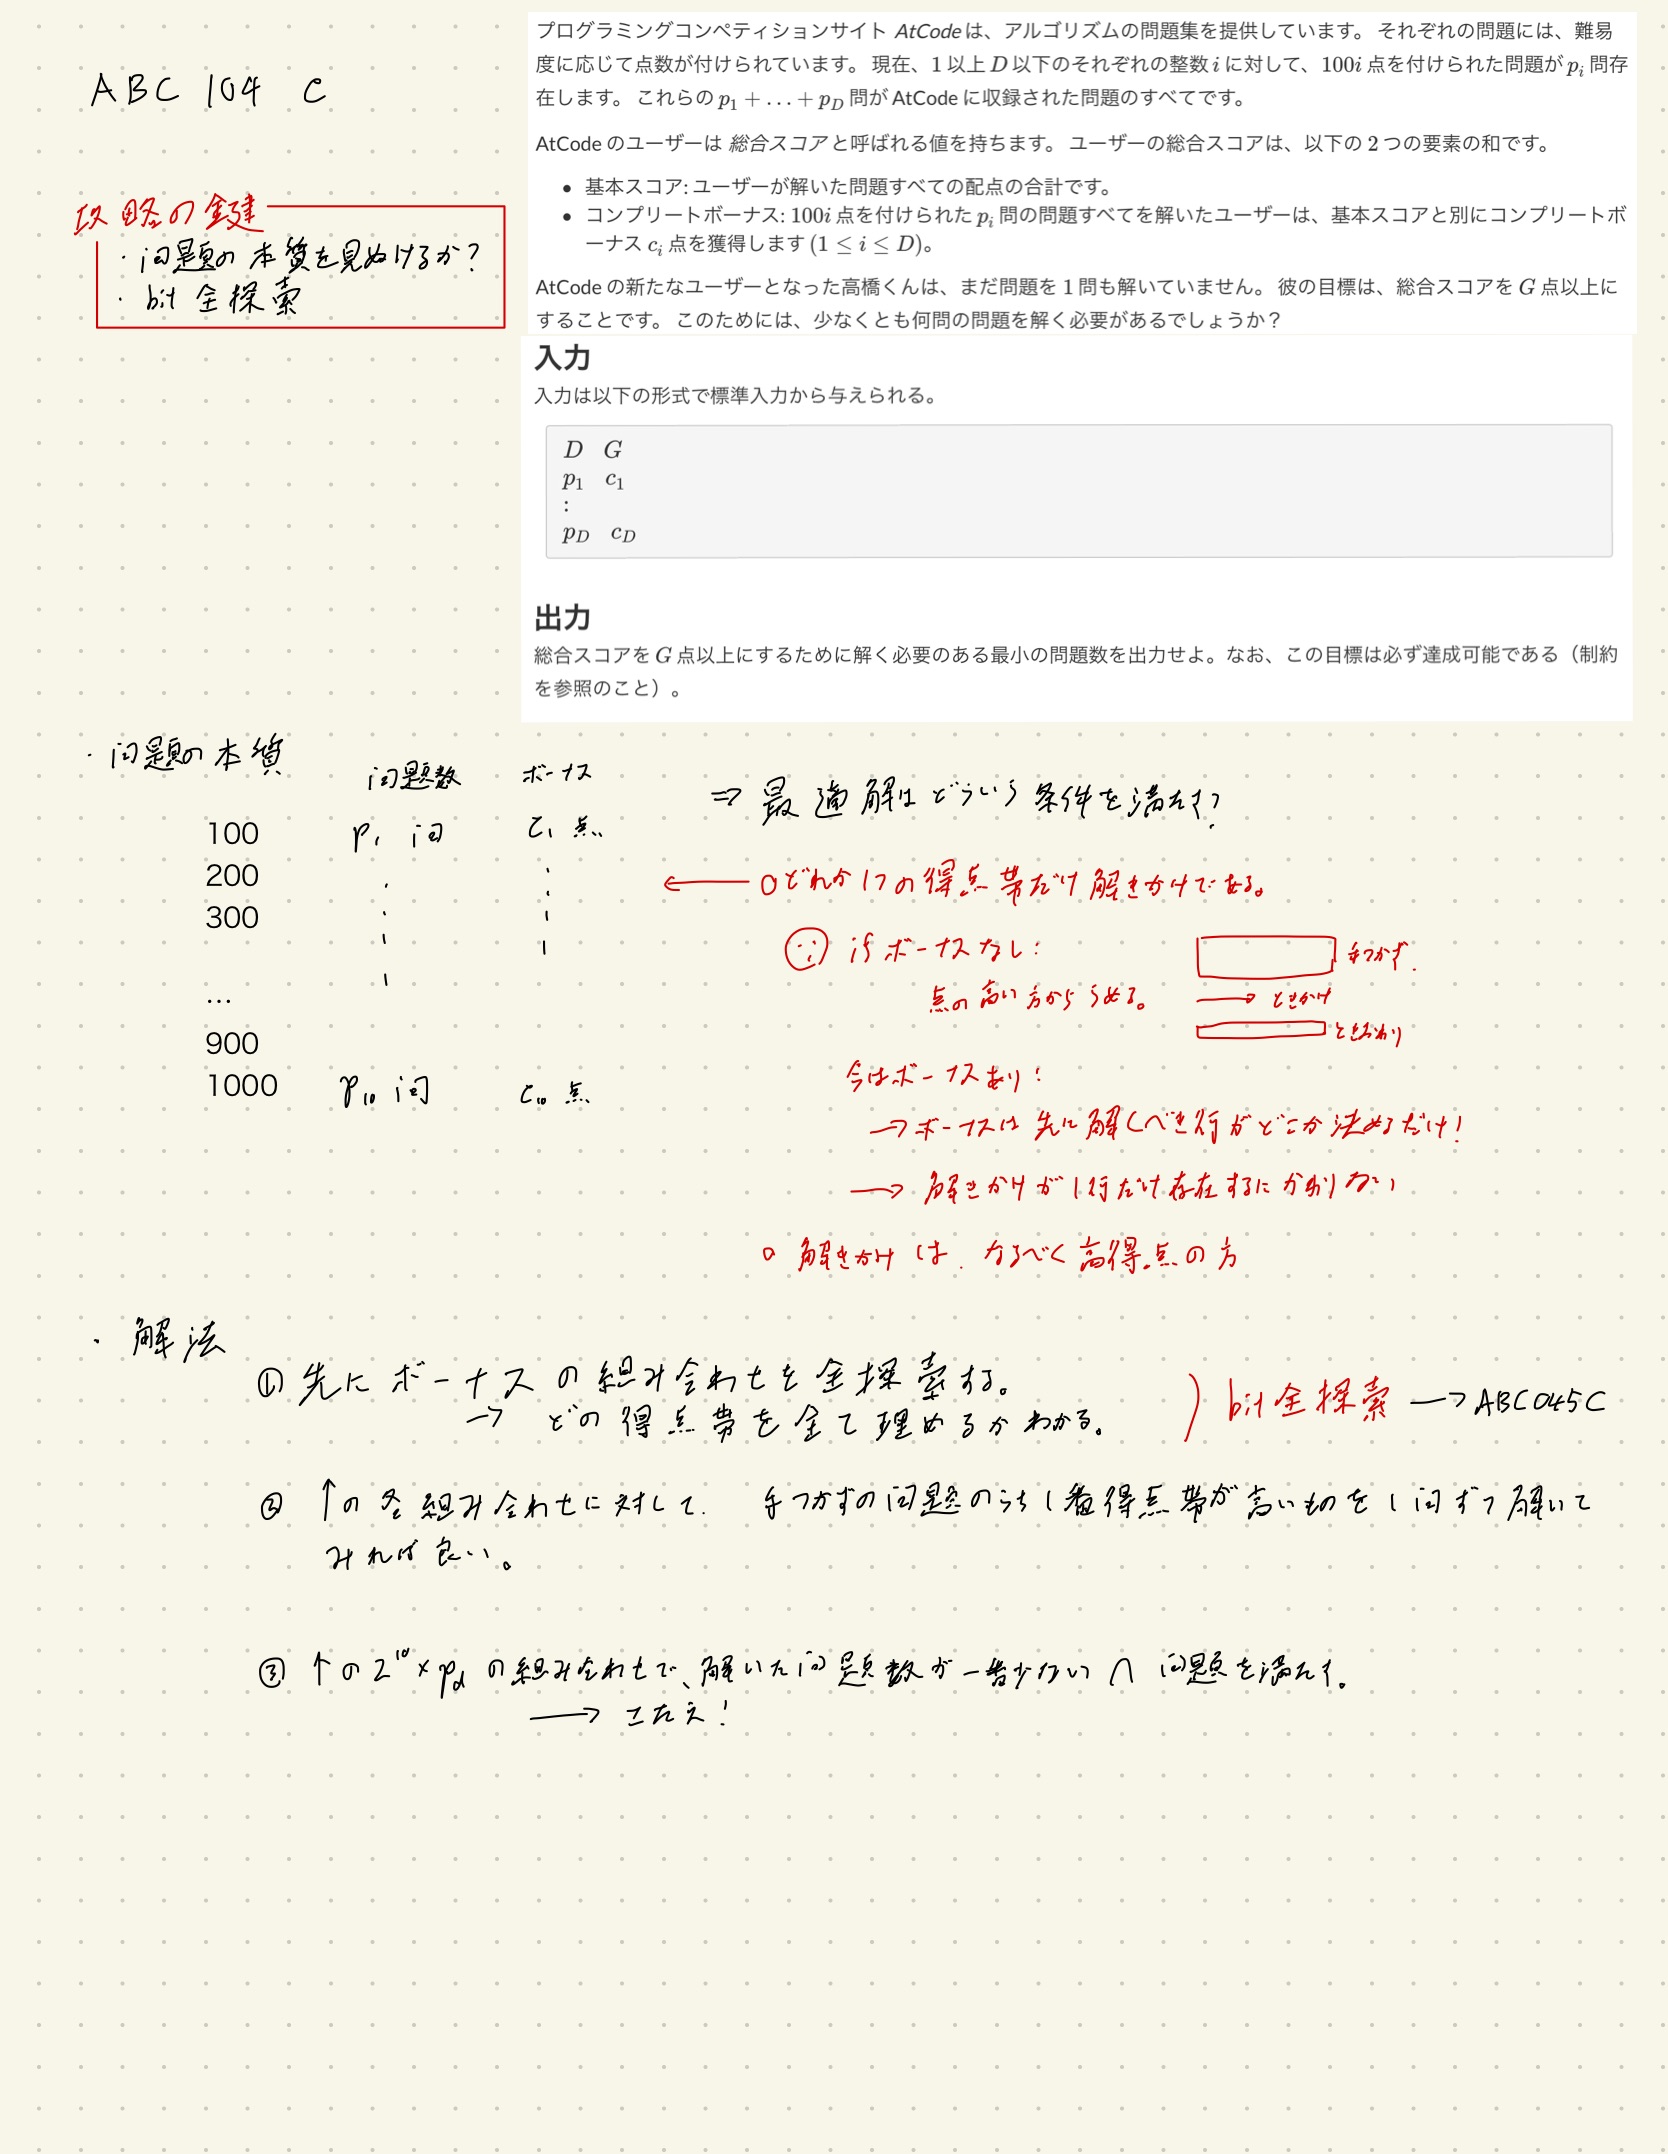 ABC 104 C
プログラミングコンペティションサイト AtCode は、アルゴリズムの問題集を提供しています。 それぞれの問題には、難易
度に応じて点数が付けられています。 現在、1 以上 D 以下のそれぞれの整数 i に対して、100i 点を付けられた問題が p_i 問存
在します。 これらの p_1 + … + p_D 問が AtCode に収録された問題のすべてです。
AtCode のユーザーは 総合スコア と呼ばれる値を持ちます。 ユーザーの総合スコアは、以下の 2 つの要素の和です。
• 基本スコア: ユーザーが解いた問題すべての配点の合計です。
• コンプリートボーナス: 100i 点を付けられた p_i 問の問題すべてを解いたユーザーは、基本スコアと別にコンプリートボ
ーナス c_i 点を獲得します (1 ≤ i ≤ D)。
AtCode の新たなユーザーとなった高橋くんは、まだ問題を 1 問も解いていません。 彼の目標は、総合スコアを G 点以上に
することです。 このためには、少なくとも何問の問題を解く必要があるでしょうか？
攻略の鍵
・問題の本質を見ぬけるか?
・bit 全探索
入力
入力は以下の形式で標準入力から与えられる。
D G
p_1 c_1
:
p_D c_D
出力
総合スコアを G 点以上にするために解く必要のある最小の問題数を出力せよ。なお、この目標は必ず達成可能である（制約
を参照のこと）。
・問題の本質
問題数 ボーナス
100 p_1 問 c_1 点
200
300
...
900
1000 p_10 問 c_10 点
⇒ 最適解はどういう条件を満たす?
← ○どれか1つの得点帯だけ解きかけである。
∵ if ボーナスなし:
点の高い方からうめる。
手つかず.
→ ときかけ
ときおわり
今はボーナスあり:
→ボーナスは先に解くべき行がどこか決めるだけ!
→ 解きかけが1行だけ存在するにかわりない
○ 解きかけは、なるべく高得点の方
・解法
① 先にボーナスの組み合わせを全探索する。
→ どの得点帯を全て埋めるかわかる。
) bit全探索 → ABC045C
② ↑の各組み合わせに対して、手つかずの問題のうち1番得点帯が高いものを1問ずつ解いて
みれば良い。
③ ↑の2^10×p_d の組み合わせで、解いた問題数が一番少ない ∩ 問題を満たす。
→ こたえ!